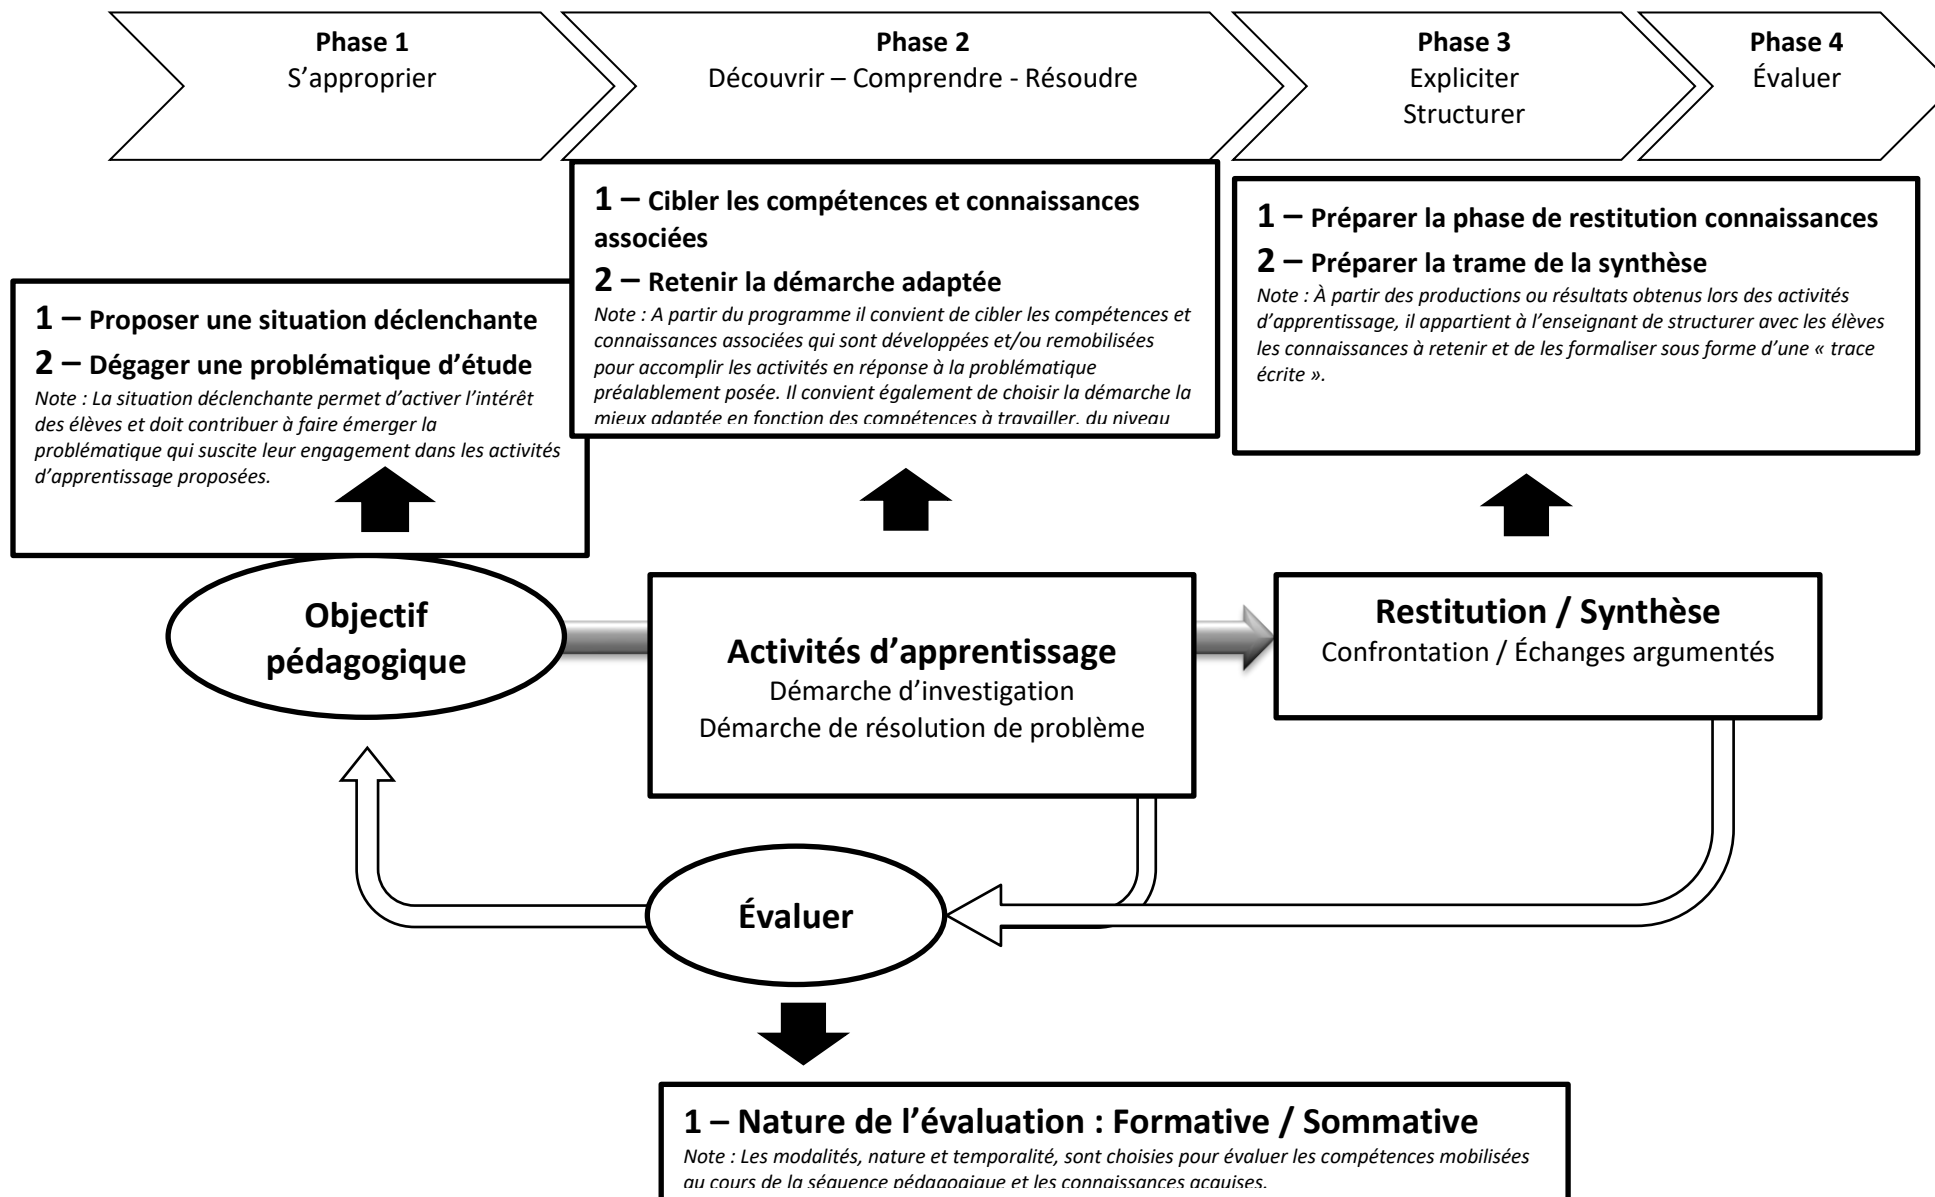 Phase 1
S’approprier
Phase 2
Découvrir – Comprendre - Résoudre
Phase 3
Expliciter
Structurer
Phase 4
Évaluer
1 – Proposer une situation déclenchante
2 – Dégager une problématique d’étude
Note : La situation déclenchante permet d’activer l’intérêt
des élèves et doit contribuer à faire émerger la
problématique qui suscite leur engagement dans les activités
d’apprentissage proposées.
1 – Cibler les compétences et connaissances
associées
2 – Retenir la démarche adaptée
Note : A partir du programme il convient de cibler les compétences et
connaissances associées qui sont développées et/ou remobilisées
pour accomplir les activités en réponse à la problématique
préalablement posée. Il convient également de choisir la démarche la
mieux adaptée en fonction des compétences à travailler, du niveau
1 – Préparer la phase de restitution connaissances
2 – Préparer la trame de la synthèse
Note : À partir des productions ou résultats obtenus lors des activités
d’apprentissage, il appartient à l’enseignant de structurer avec les élèves
les connaissances à retenir et de les formaliser sous forme d’une « trace
écrite ».
Objectif
pédagogique
Activités d’apprentissage
Démarche d’investigation
Démarche de résolution de problème
Restitution / Synthèse
Confrontation / Échanges argumentés
Évaluer
1 – Nature de l’évaluation : Formative / Sommative
Note : Les modalités, nature et temporalité, sont choisies pour évaluer les compétences mobilisées
au cours de la séquence pédagogique et les connaissances acquises.